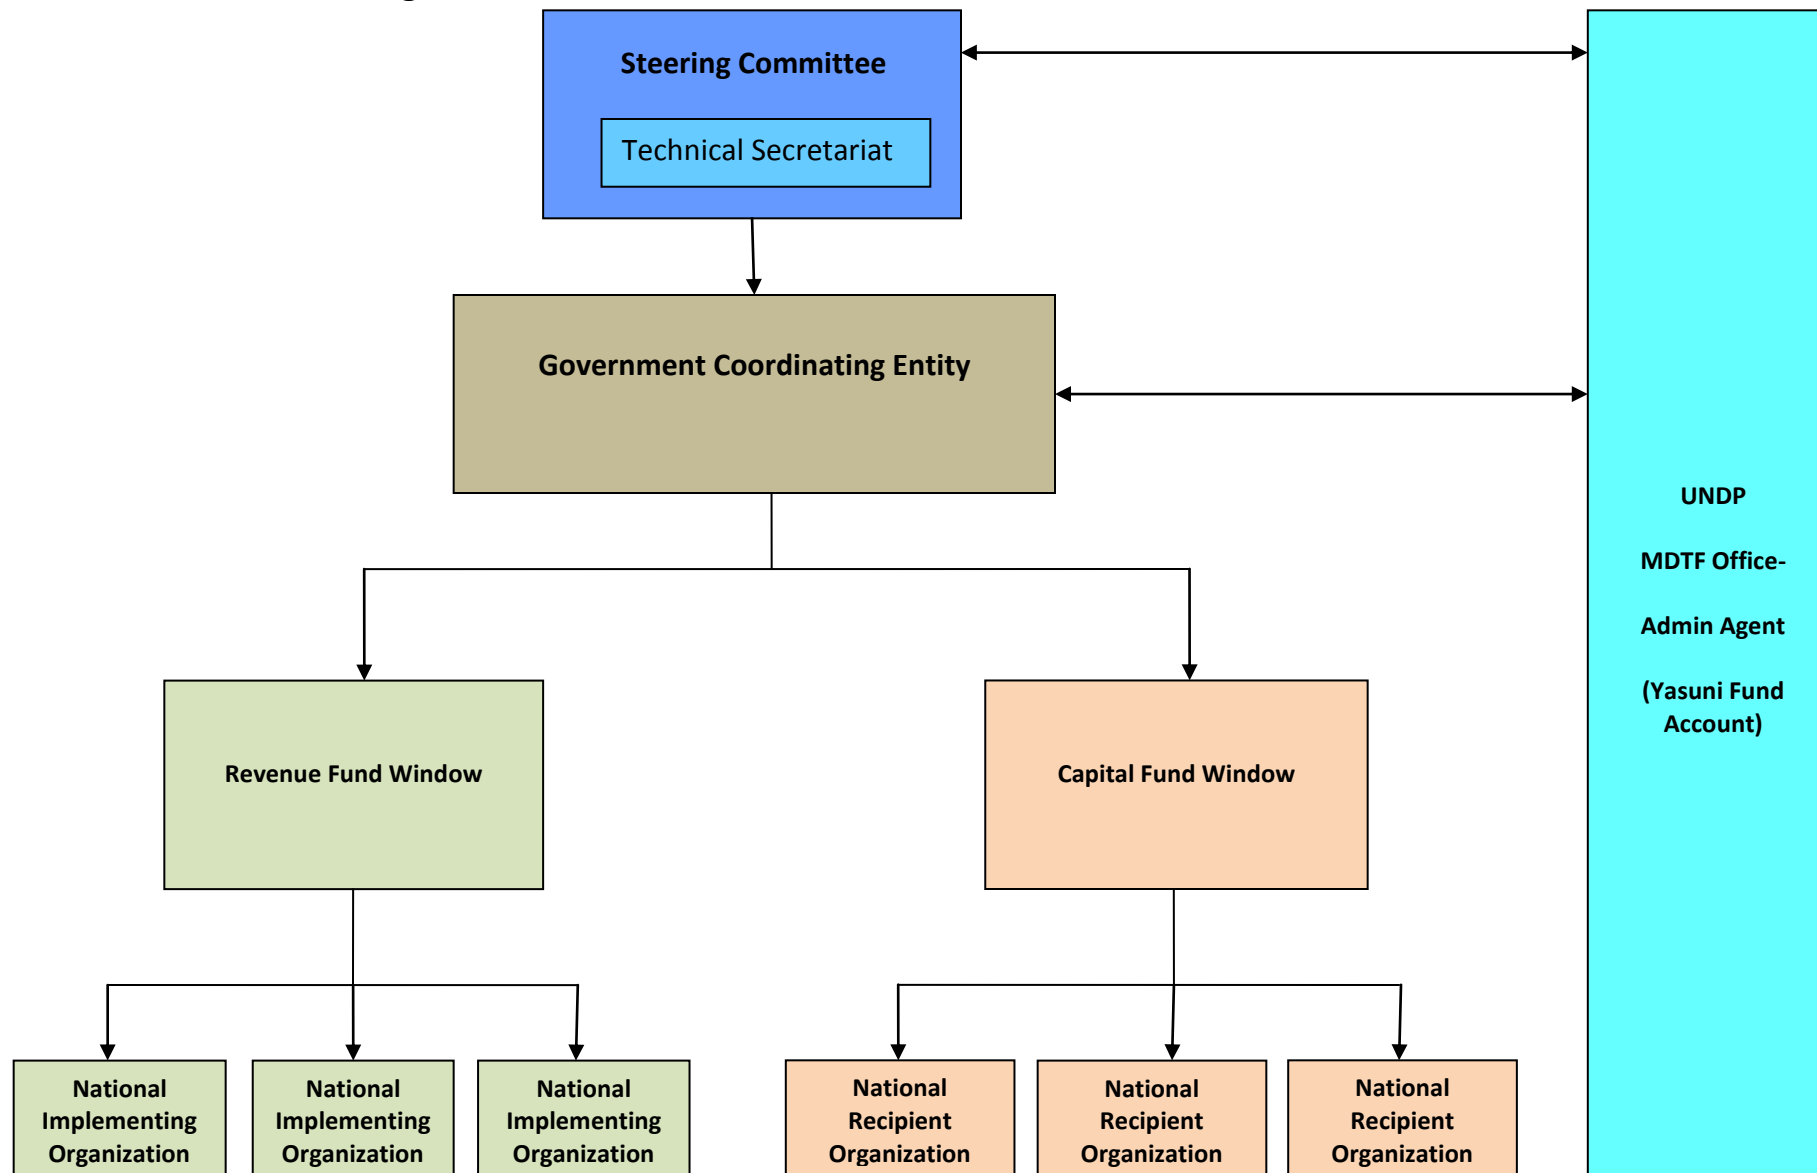 Steering Committee
Technical Secretariat
Government Coordinating Entity
UNDP
MDTF Office-
Admin Agent
(Yasuni Fund
Account)
Revenue Fund Window
Capital Fund Window
National
Implementing
Organization
National
Implementing
Organization
National
Implementing
Organization
National
Recipient
Organization
National
Recipient
Organization
National
Recipient
Organization